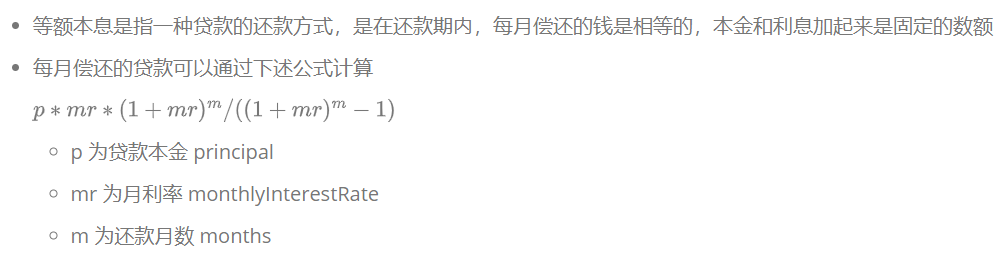 等额本息是指一种贷款的还款方式，是在还款期内，每月偿还的钱是相等的，本金和利息加起来是固定的数额
每月偿还的贷款可以通过下述公式计算
p ∗ mr ∗ (1 + mr)^m/((1 + mr)^m − 1)
p 为贷款本金 principal
mr 为月利率 monthlyInterestRate
m 为还款月数 months